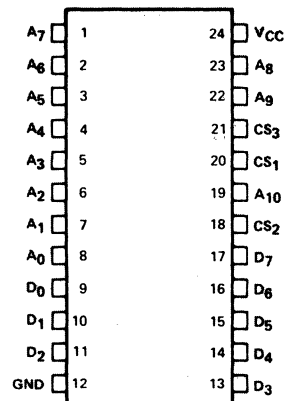 A7 1 24 VCC
A6 2 23 A8
A5 3 22 A9
A4 4 21 CS3
A3 5 20 CS1
A2 6 19 A10
A1 7 18 CS2
A0 8 17 D7
D0 9 16 D6
D1 10 15 D5
D2 11 14 D4
GND 12 13 D3